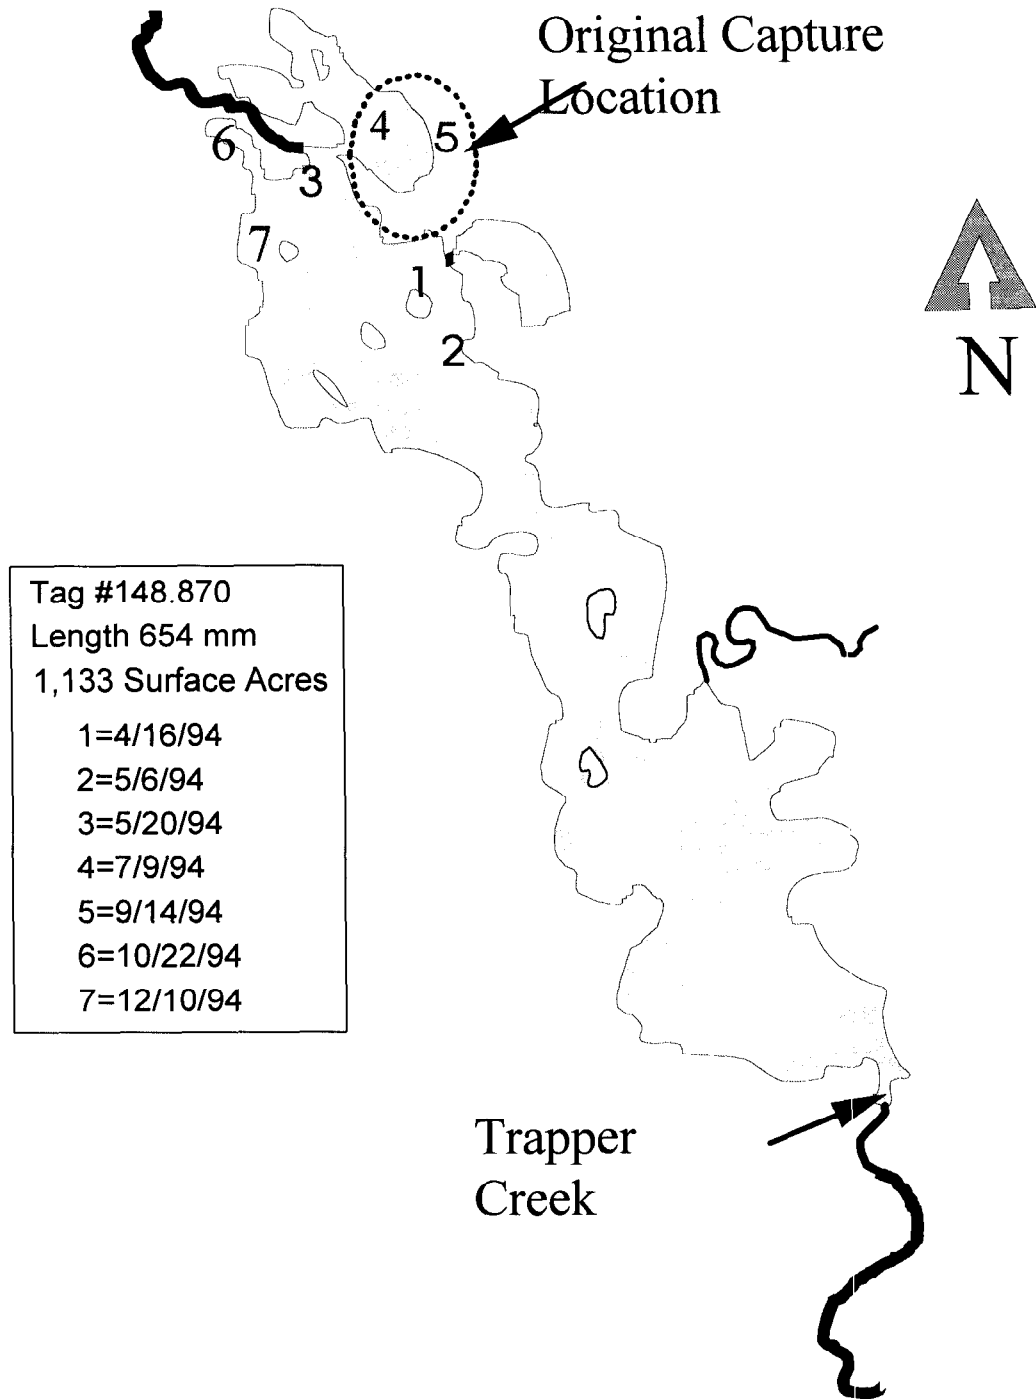 Original Capture
Location
4
5
6
3
7
1
2
N
Tag #148.870
Length 654 mm
1,133 Surface Acres
1=4/16/94
2=5/6/94
3=5/20/94
4=7/9/94
5=9/14/94
6=10/22/94
7=12/10/94
Trapper
Creek